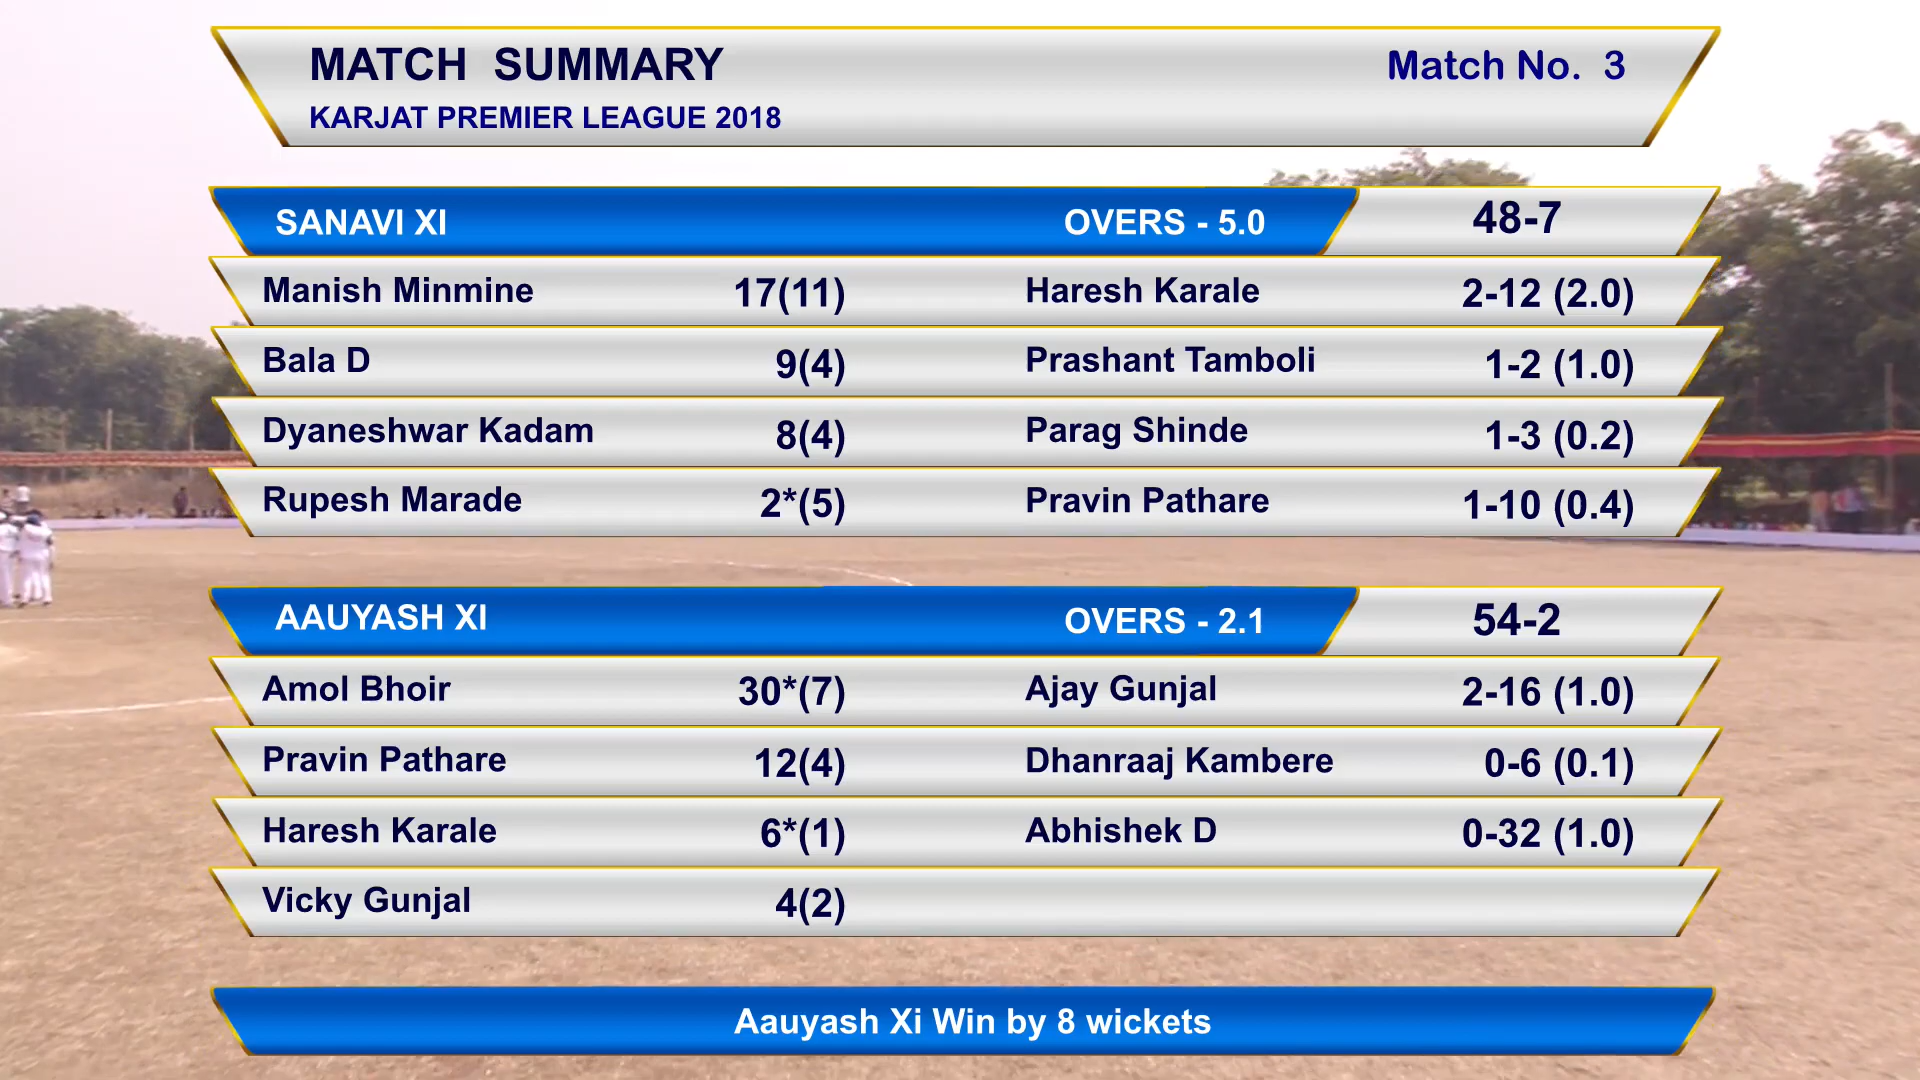 MATCH SUMMARY Match No. 3
KARJAT PREMIER LEAGUE 2018
SANAVI XI OVERS - 5.0 48-7
Manish Minmine 17(11) Haresh Karale 2-12 (2.0)
Bala D 9(4) Prashant Tamboli 1-2 (1.0)
Dyaneshwar Kadam 8(4) Parag Shinde 1-3 (0.2)
Rupesh Marade 2*(5) Pravin Pathare 1-10 (0.4)
AAUYASH XI OVERS - 2.1 54-2
Amol Bhoir 30*(7) Ajay Gunjal 2-16 (1.0)
Pravin Pathare 12(4) Dhanraaj Kambere 0-6 (0.1)
Haresh Karale 6*(1) Abhishek D 0-32 (1.0)
Vicky Gunjal 4(2)
Aauyash Xi Win by 8 wickets